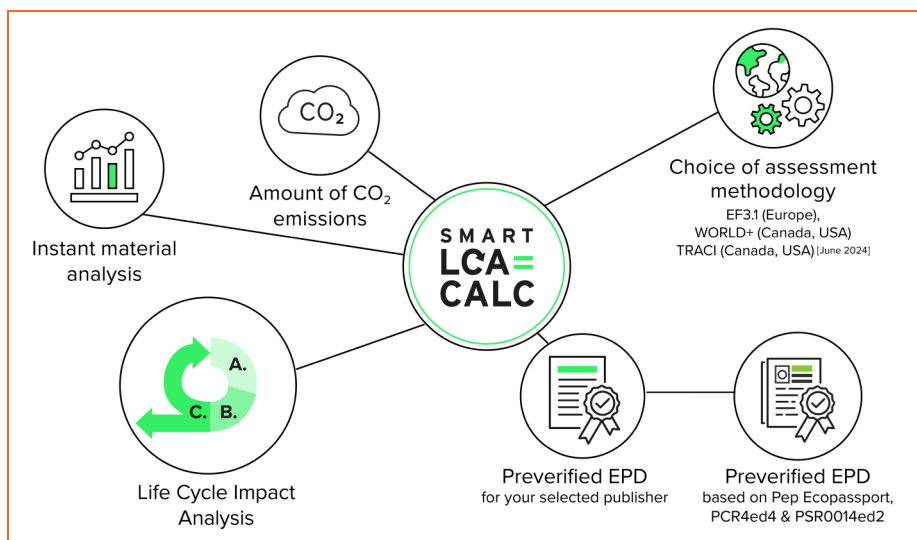 CO₂
Amount of CO₂
emissions
Instant material
analysis
SMART
LCA=
CALC
Choice of assessment
methodology
EF3.1 (Europe),
WORLD+ (Canada, USA)
TRACI (Canada, USA) [June 2024]
A.
B.
C.
Life Cycle Impact
Analysis
Preverified EPD
for your selected publisher
Preverified EPD
based on Pep Ecopassport,
PCR4ed4 & PSR0014ed2